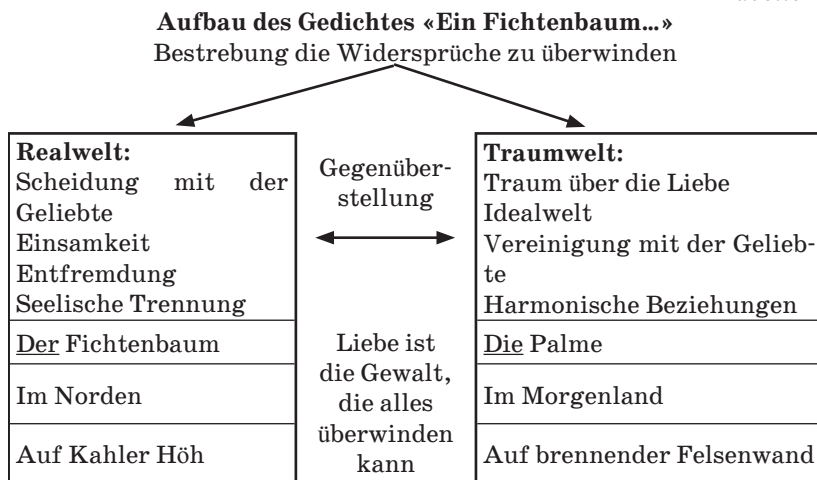 Aufbau des Gedichtes «Ein Fichtenbaum...»
Bestrebung die Widersprüche zu überwinden
Realwelt:
Scheidung mit der
Geliebte
Einsamkeit
Entfremdung
Seelische Trennung
Gegenüber-
stellung
Traumwelt:
Traum über die Liebe
Idealwelt
Vereinigung mit der Gelieb-
te
Harmonische Beziehungen
Der Fichtenbaum
Im Norden
Auf Kahler Höh
Liebe ist
die Gewalt,
die alles
überwinden
kann
Die Palme
Im Morgenland
Auf brennender Felsenwand